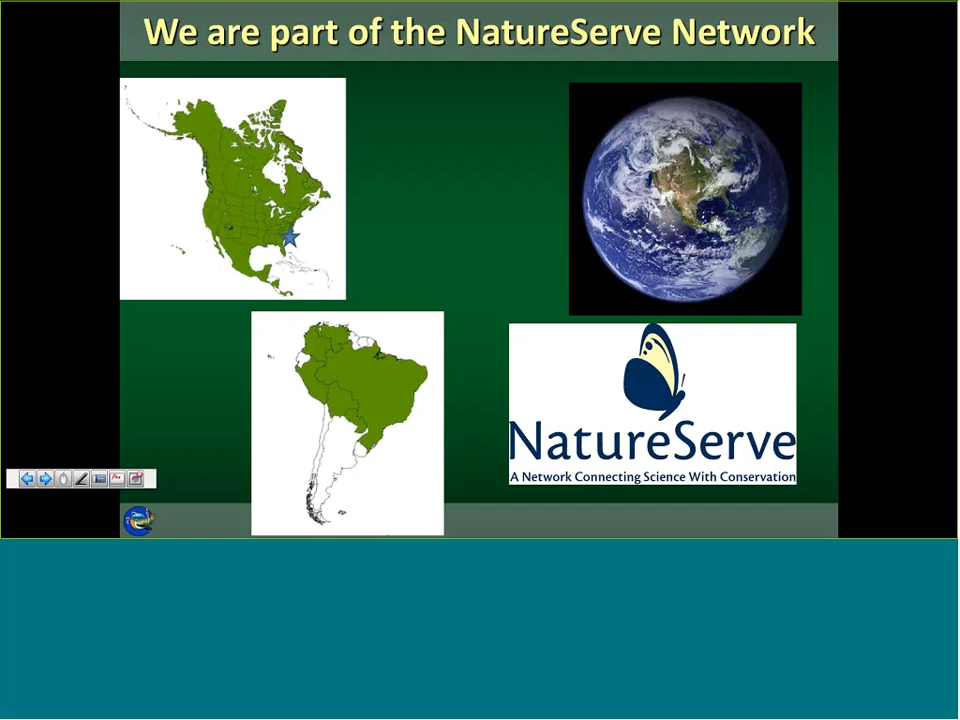 We are part of the NatureServe Network
NatureServe
A Network Connecting Science With Conservation